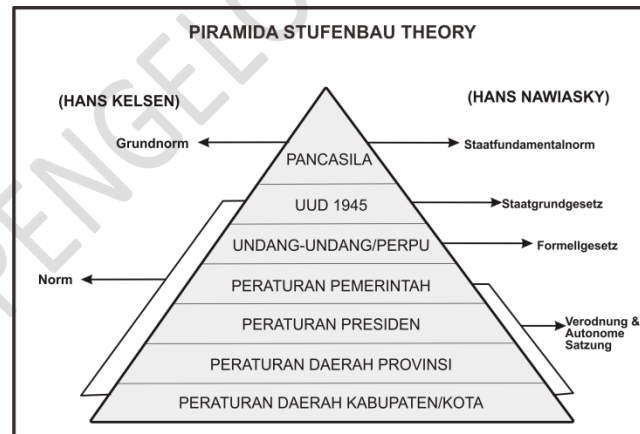 PIRAMIDA STUFENBAU THEORY
(HANS KELSEN)
(HANS NAWIASKY)
Grundnorm
PANCASILA
Staatfundamentalnorm
UUD 1945
Staatgrundgesetz
UNDANG-UNDANG/PERPU
Formellgesetz
Norm
PERATURAN PEMERINTAH
PERATURAN PRESIDEN
Verodnung &
Autonome
Satzung
PERATURAN DAERAH PROVINSI
PERATURAN DAERAH KABUPATEN/KOTA
PENGELO